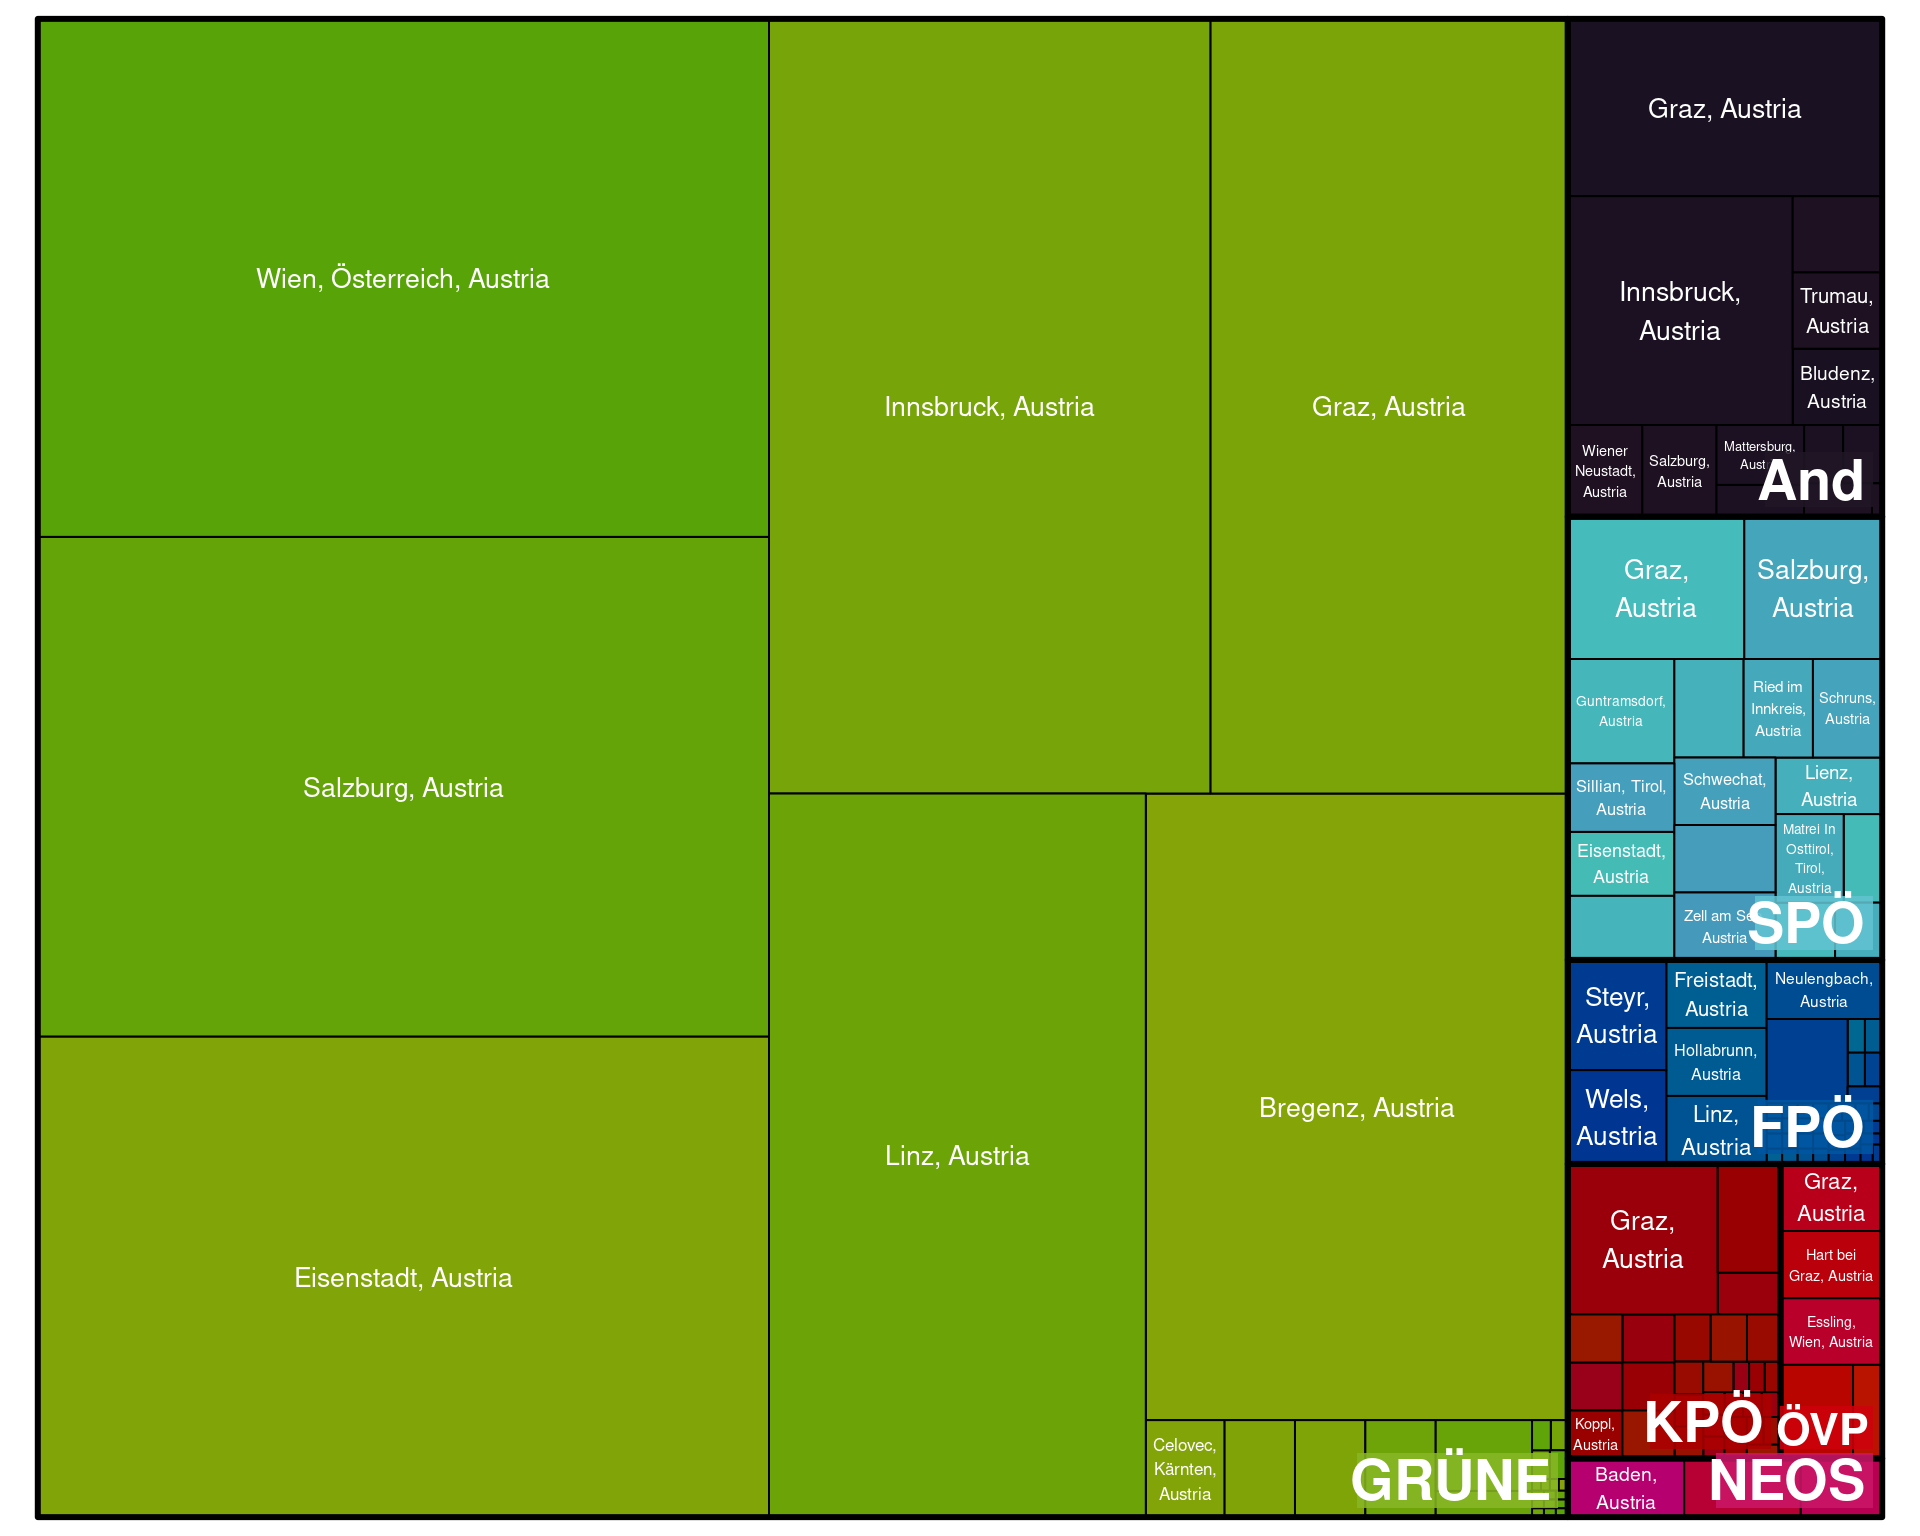 Wien, Österreich, Austria
Salzburg, Austria
Eisenstadt, Austria
Innsbruck, Austria
Graz, Austria
Linz, Austria
Bregenz, Austria
Celovec,
Kärnten,
Austria
GRÜNE
Graz, Austria
Innsbruck,
Austria
Trumau,
Austria
Bludenz,
Austria
Wiener
Neustadt,
Austria
Salzburg,
Austria
Mattersburg,
And
Graz,
Austria
Salzburg,
Austria
Guntramsdorf,
Austria
Ried im
Innkreis,
Austria
Schruns,
Austria
Sillian, Tirol,
Austria
Schwechat,
Austria
Lienz,
Austria
Eisenstadt,
Austria
Matrei In
Osttirol,
Tirol,
Austria
Zell am
Austria
SPÖ
Steyr,
Austria
Freistadt,
Austria
Neulengbach,
Austria
Hollabrunn,
Austria
Wels,
Austria
Linz,
Austria
FPÖ
Graz,
Austria
Koppl,
Austria
KPÖ
Graz,
Austria
Hart bei
Graz, Austria
Essling,
Wien, Austria
ÖVP
Baden,
Austria
NEOS